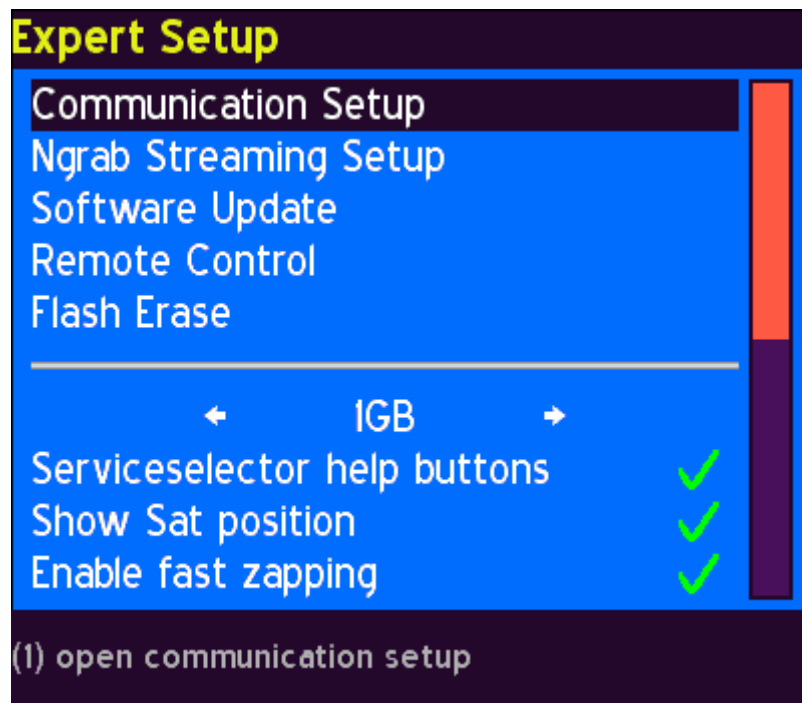 Expert Setup
Communication Setup
Ngrab Streaming Setup
Software Update
Remote Control
Flash Erase
1GB
Serviceselector help buttons
Show Sat position
Enable fast zapping
(1) open communication setup